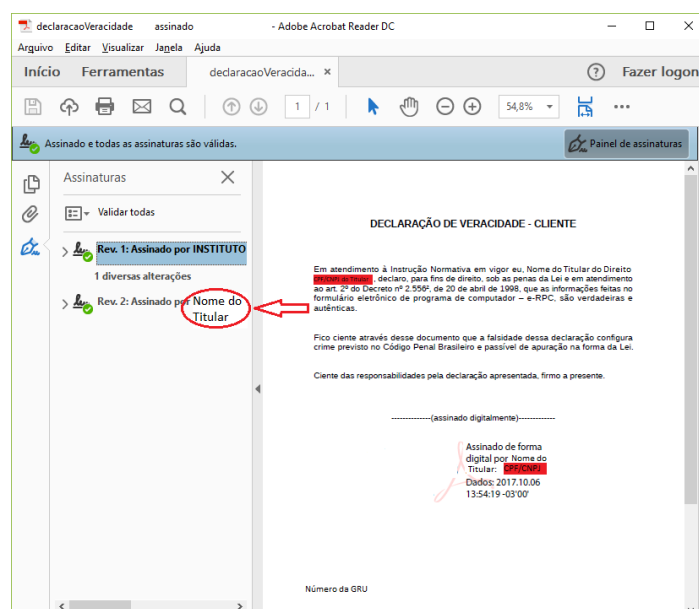 declaracaoVeracidade assinado - Adobe Acrobat Reader DC
Arquivo Editar Visualizar Janela Ajuda
Início Ferramentas declaracaoVeracida... × ? Fazer logon
1 / 1 54,8%
Assinado e todas as assinaturas são válidas. Painel de assinaturas
Assinaturas
Validar todas
Rev. 1: Assinado por INSTITUTO
1 diversas alterações
Rev. 2: Assinado por Nome do
Titular
DECLARAÇÃO DE VERACIDADE - CLIENTE
Em atendimento à Instrução Normativa em vigor eu, Nome do Titular do Direito
CPF/CNPJ do Titular , declaro, para fins de direito, sob as penas da Lei e em atendimento
ao art. 2º do Decreto nº 2.556², de 20 de abril de 1998, que as informações feitas no
formulário eletrônico de programa de computador – e-RPC, são verdadeiras e
autênticas.
Fico ciente através desse documento que a falsidade dessa declaração configura
crime previsto no Código Penal Brasileiro e passível de apuração na forma da Lei.
Ciente das responsabilidades pela declaração apresentada, firmo a presente.
--------------(assinado digitalmente)-------------
Assinado de forma
digital por Nome do
Titular: CPF/CNPJ
Dados: 2017.10.06
13:54:19 -03'00'
Número da GRU